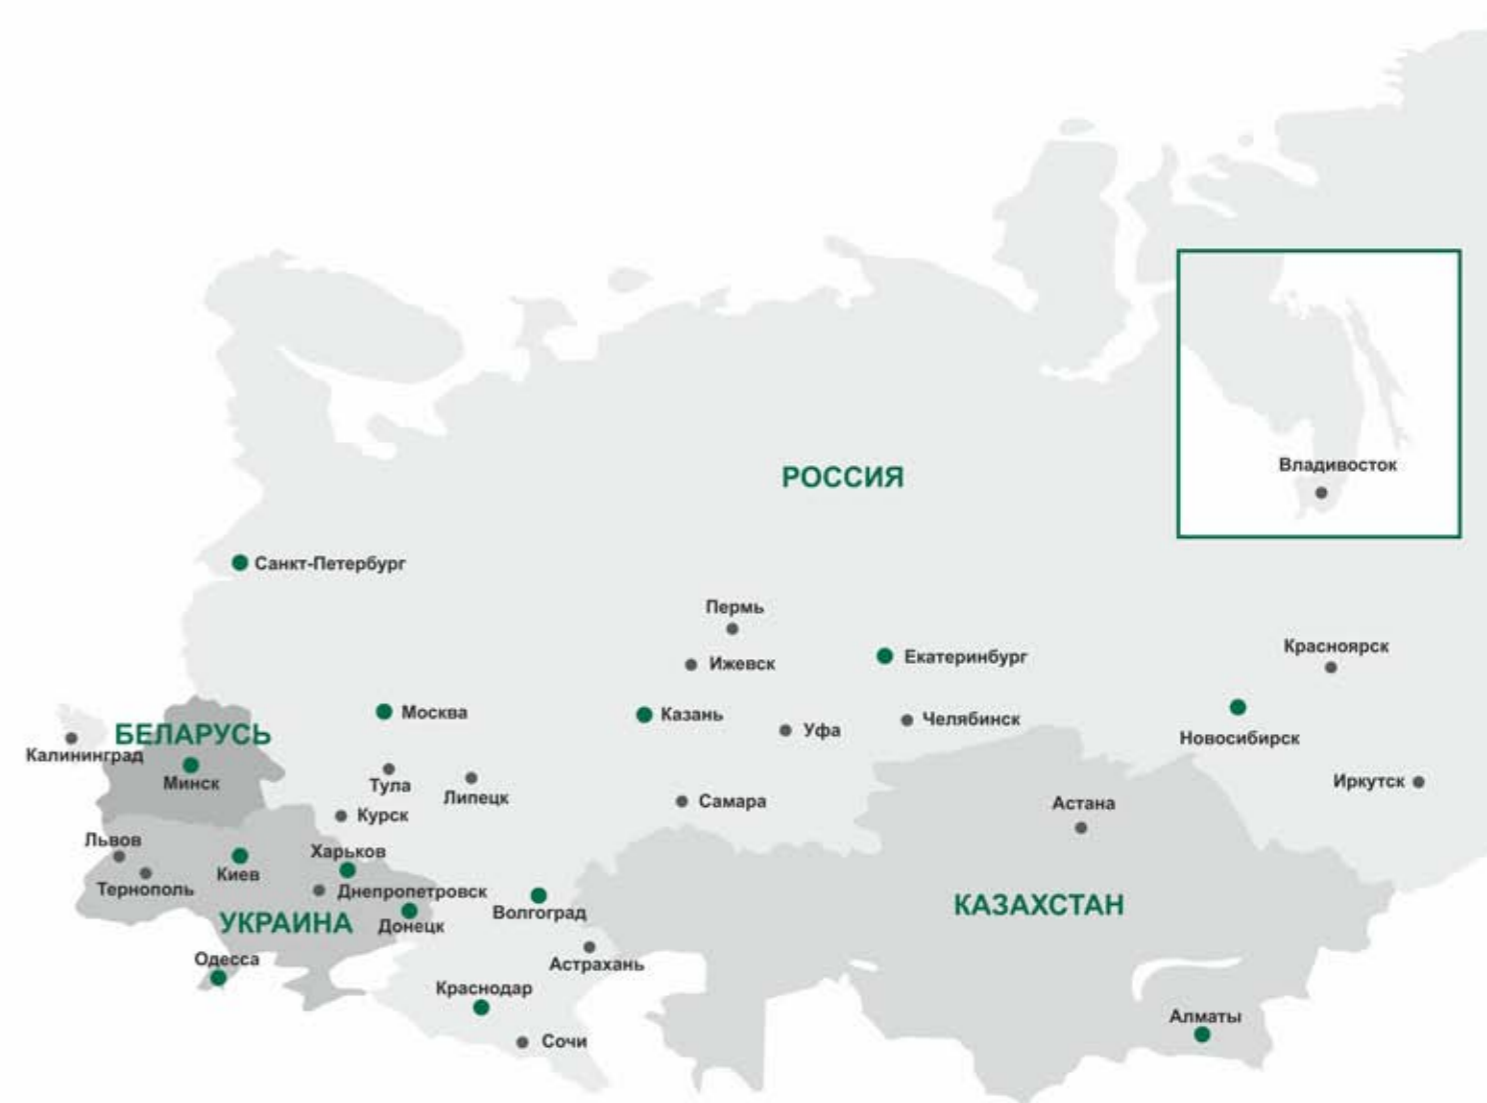 Владивосток
РОССИЯ
Санкт-Петербург
Пермь
Екатеринбург
Ижевск
Красноярск
Москва
Казань
Челябинск
Уфа
Новосибирск
БЕЛАРУСЬ
Калининград
Минск
Тула
Липецк
Иркутск
Самара
Астана
Курск
Львов
Харьков
Киев
Тернополь
Днепропетровск
КАЗАХСТАН
Волгоград
УКРАИНА
Донецк
Одесса
Астрахань
Краснодар
Алматы
Сочи